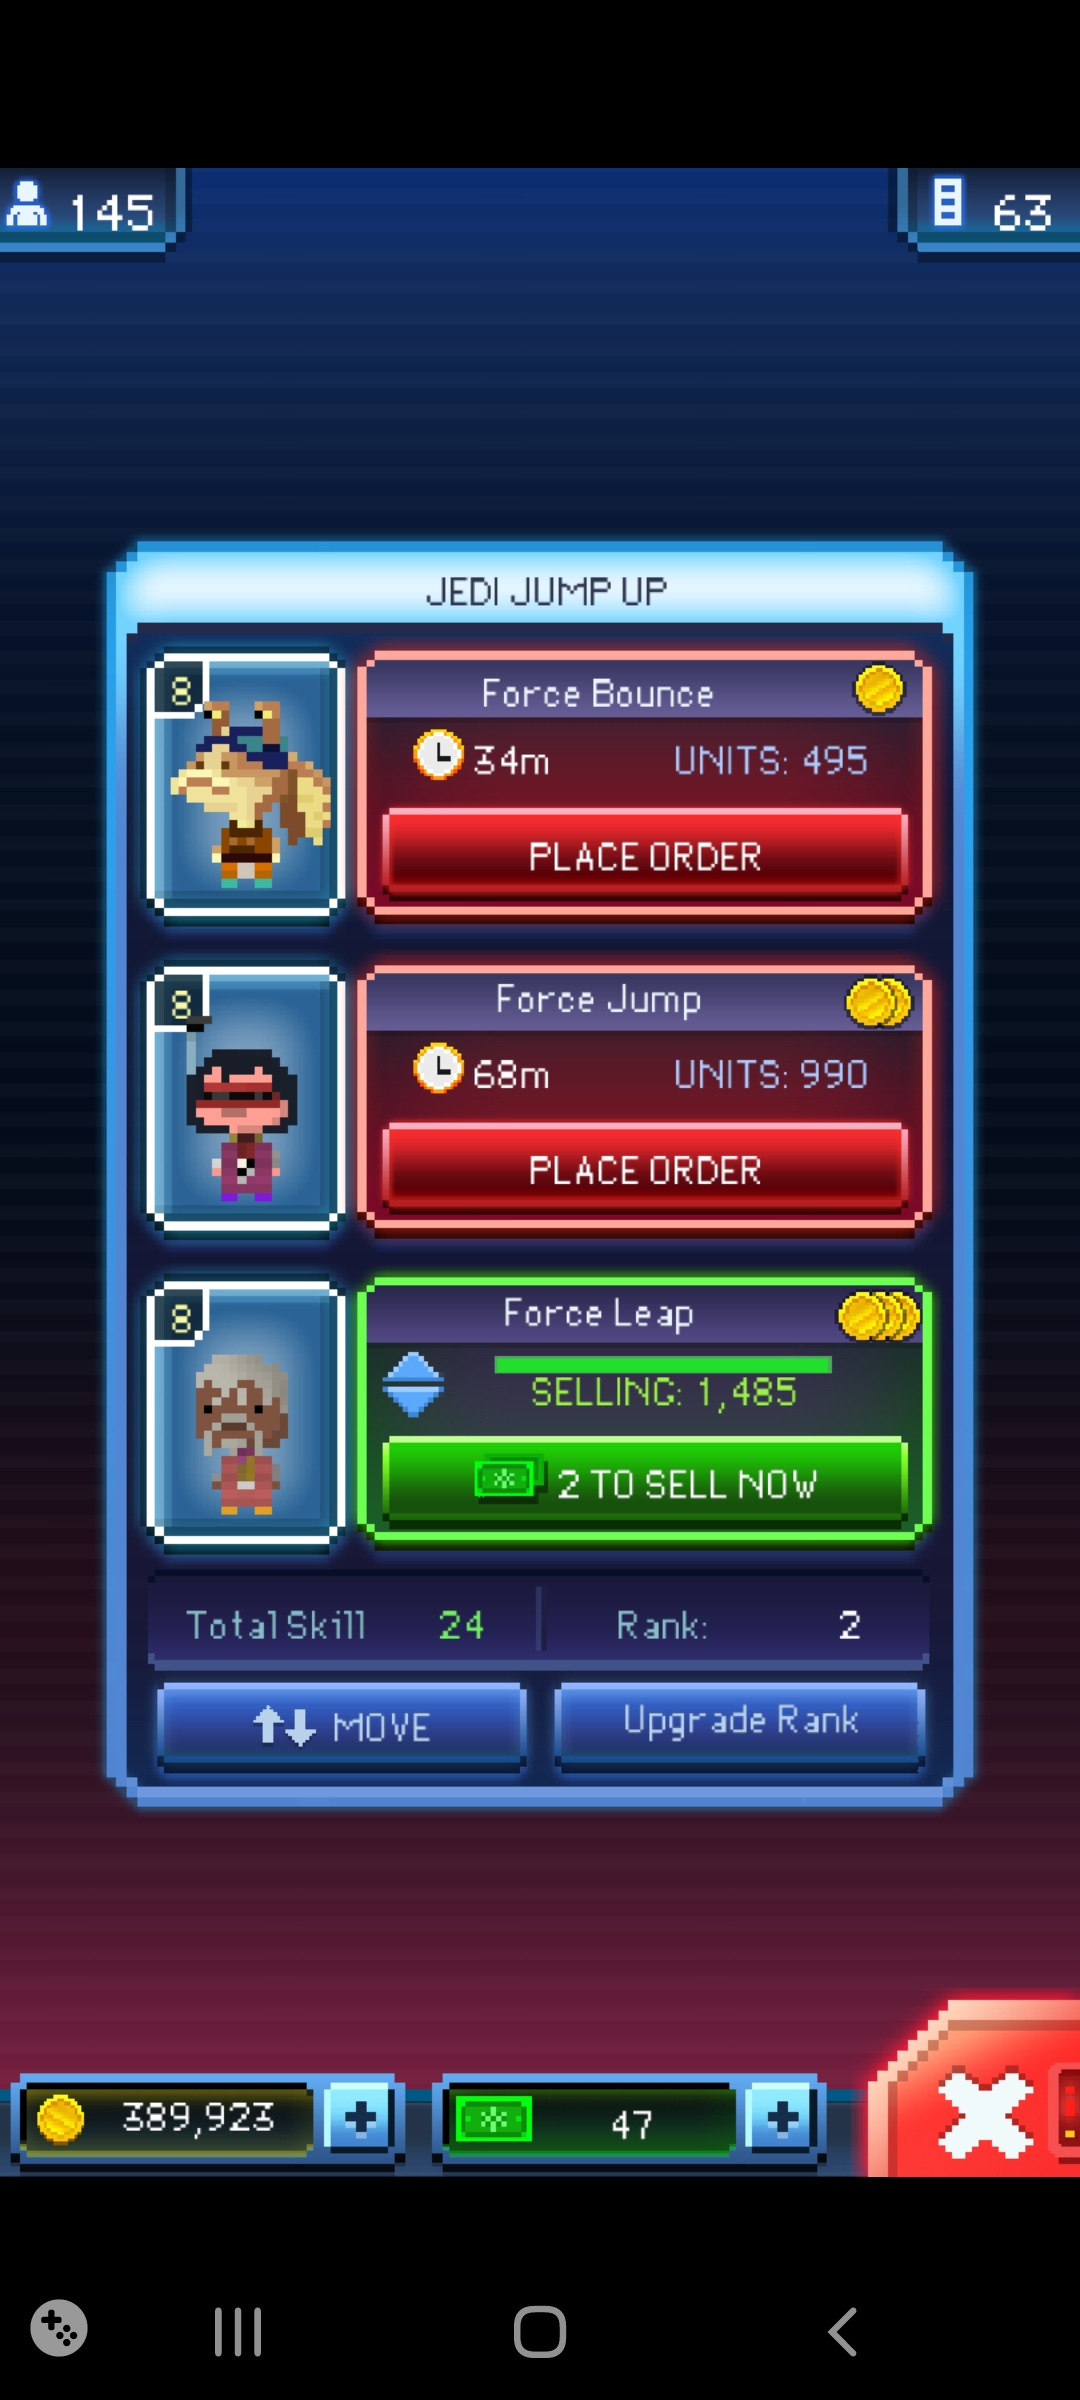 145
63
JEDI JUMP UP
8
Force Bounce
34m
UNITS: 495
PLACE ORDER
8
Force Jump
68m
UNITS: 990
PLACE ORDER
8
Force Leap
SELLING: 1,485
2 TO SELL NOW
Total Skill 24
Rank: 2
MOVE
Upgrade Rank
389,923
47